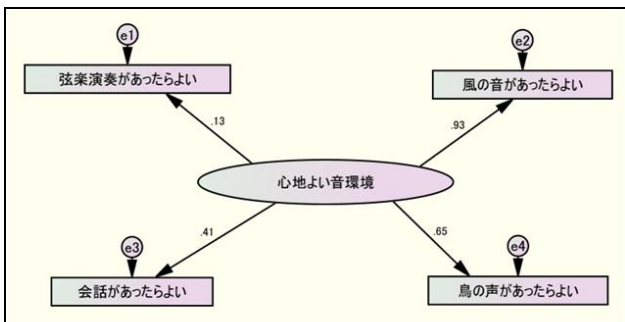 e1
e2
弦楽演奏があったらよい
風の音があったらよい
.13
.93
心地よい音環境
.41
.65
e3
e4
会話があったらよい
鳥の声があったらよい